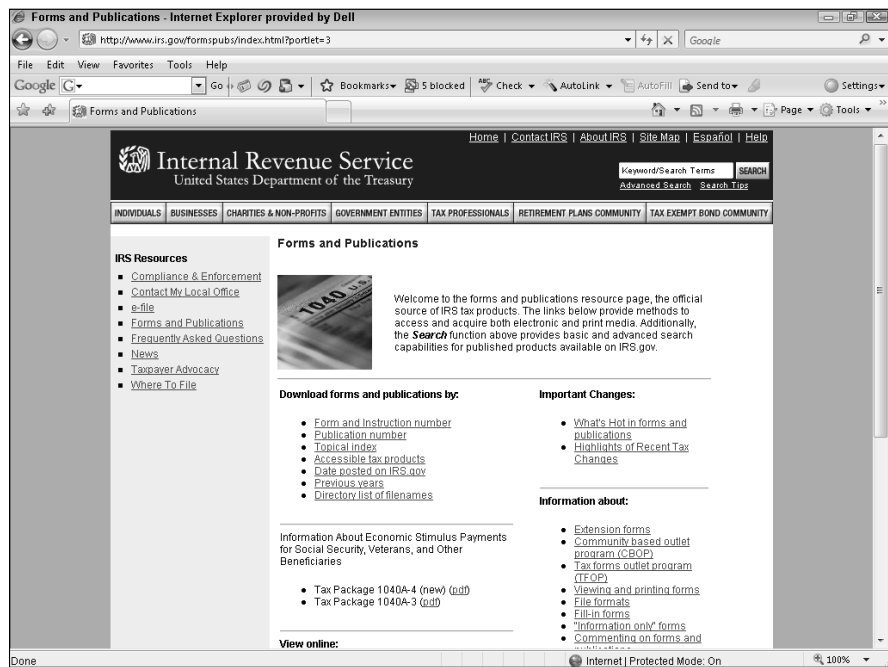 Forms and Publications - Internet Explorer provided by Dell
http://www.irs.gov/formspubs/index.html?portlet=3
Google
File Edit View Favorites Tools Help
Google G Go Bookmarks 5 blocked ABC Check AutoLink AutoFill Send to Settings
Forms and Publications Page Tools »
Home | Contact IRS | About IRS | Site Map | Español | Help
Internal Revenue Service
United States Department of the Treasury
Keyword/Search Terms SEARCH
Advanced Search Search Tips
INDIVIDUALS BUSINESSES CHARITIES & NON-PROFITS GOVERNMENT ENTITIES TAX PROFESSIONALS RETIREMENT PLANS COMMUNITY TAX EXEMPT BOND COMMUNITY
IRS Resources
Compliance & Enforcement
Contact My Local Office
e-file
Forms and Publications
Frequently Asked Questions
News
Taxpayer Advocacy
Where To File
Forms and Publications
1040 U.S.
Welcome to the forms and publications resource page, the official
source of IRS tax products. The links below provide methods to
access and acquire both electronic and print media. Additionally,
the Search function above provides basic and advanced search
capabilities for published products available on IRS.gov.
Download forms and publications by:
Form and Instruction number
Publication number
Topical index
Accessible tax products
Date posted on IRS.gov
Previous years
Directory list of filenames
Information About Economic Stimulus Payments
for Social Security, Veterans, and Other
Beneficiaries
Tax Package 1040A-4 (new) (pdf)
Tax Package 1040A-3 (pdf)
View online:
Important Changes:
What's Hot in forms and
publications
Highlights of Recent Tax
Changes
Information about:
Extension forms
Community based outlet
program (CBOP)
Tax forms outlet program
(TFOP)
Viewing and printing forms
File formats
Fill-in forms
"Information only" forms
Commenting on forms and
publications
Done Internet | Protected Mode: On 100%